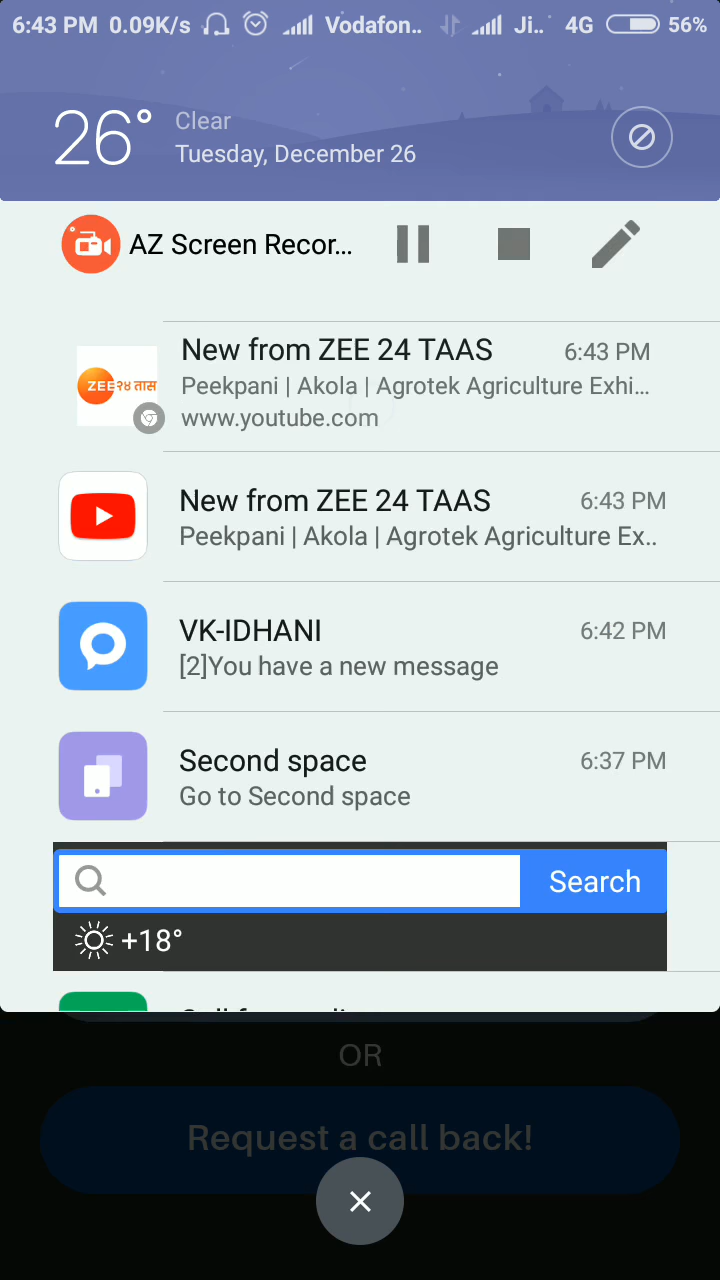 6:43 PM 0.09K/s Vodafon.. Ji.. 4G 56%
26° Clear
Tuesday, December 26
AZ Screen Recor...
New from ZEE 24 TAAS 6:43 PM
ZEE २४ तास
Peekpani | Akola | Agrotek Agriculture Exhi...
www.youtube.com
New from ZEE 24 TAAS 6:43 PM
Peekpani | Akola | Agrotek Agriculture Ex..
VK-IDHANI 6:42 PM
[2]You have a new message
Second space 6:37 PM
Go to Second space
Search
+18°
OR
Request a call back!